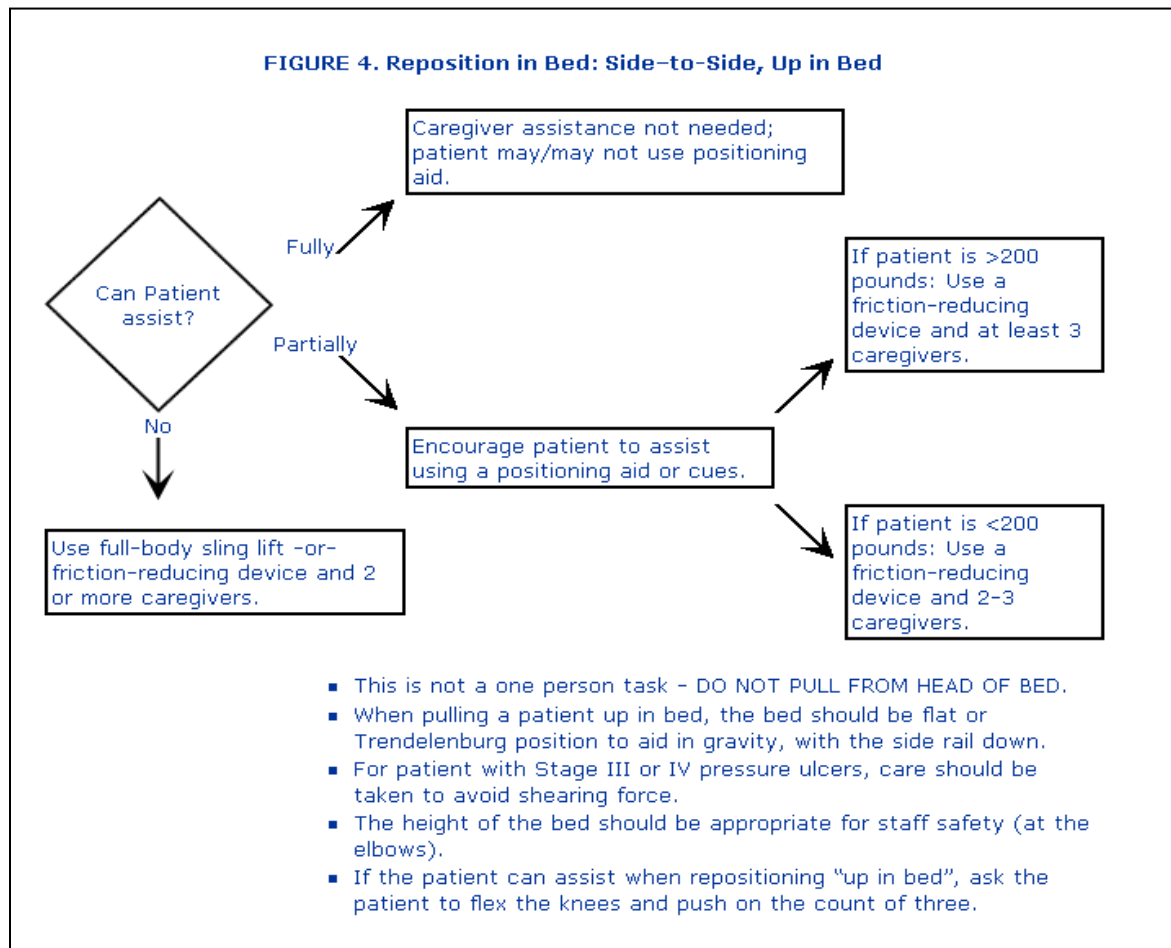 FIGURE 4. Reposition in Bed: Side–to-Side, Up in Bed
Caregiver assistance not needed;
patient may/may not use positioning
aid.
Fully
Can Patient
assist?
Partially
No
If patient is >200
pounds: Use a
friction–reducing
device and at least 3
caregivers.
Encourage patient to assist
using a positioning aid or cues.
Use full–body sling lift –or–
friction–reducing device and 2
or more caregivers.
If patient is <200
pounds: Use a
friction–reducing
device and 2–3
caregivers.
▪ This is not a one person task – DO NOT PULL FROM HEAD OF BED.
▪ When pulling a patient up in bed, the bed should be flat or
Trendelenburg position to aid in gravity, with the side rail down.
▪ For patient with Stage III or IV pressure ulcers, care should be
taken to avoid shearing force.
▪ The height of the bed should be appropriate for staff safety (at the
elbows).
▪ If the patient can assist when repositioning “up in bed”, ask the
patient to flex the knees and push on the count of three.